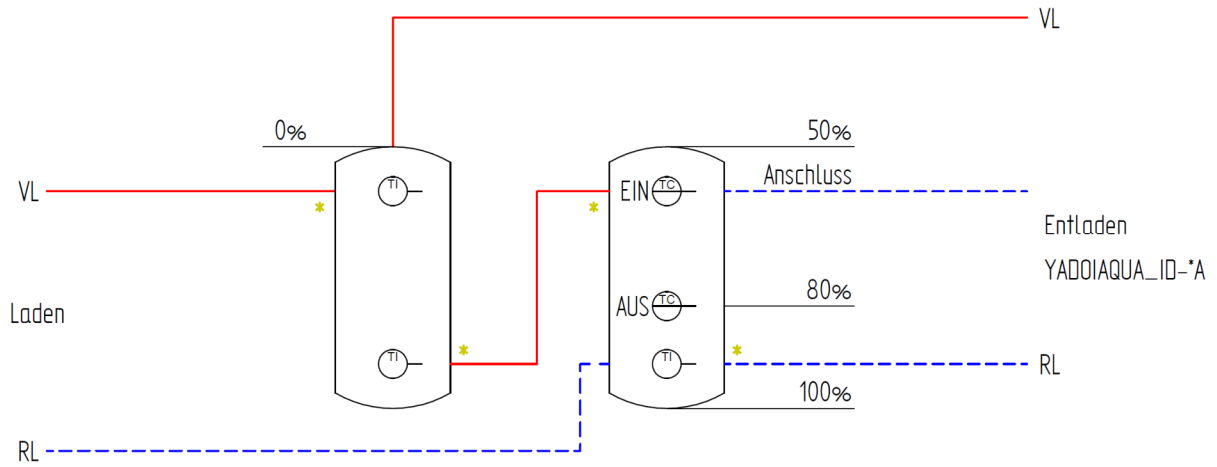 VL
0%
50%
VL
TI
EIN
TC
Anschluss
*
*
Entladen
YADOIAQUA_ID-*A
80%
AUS
TC
Laden
*
*
TI
TI
RL
100%
RL